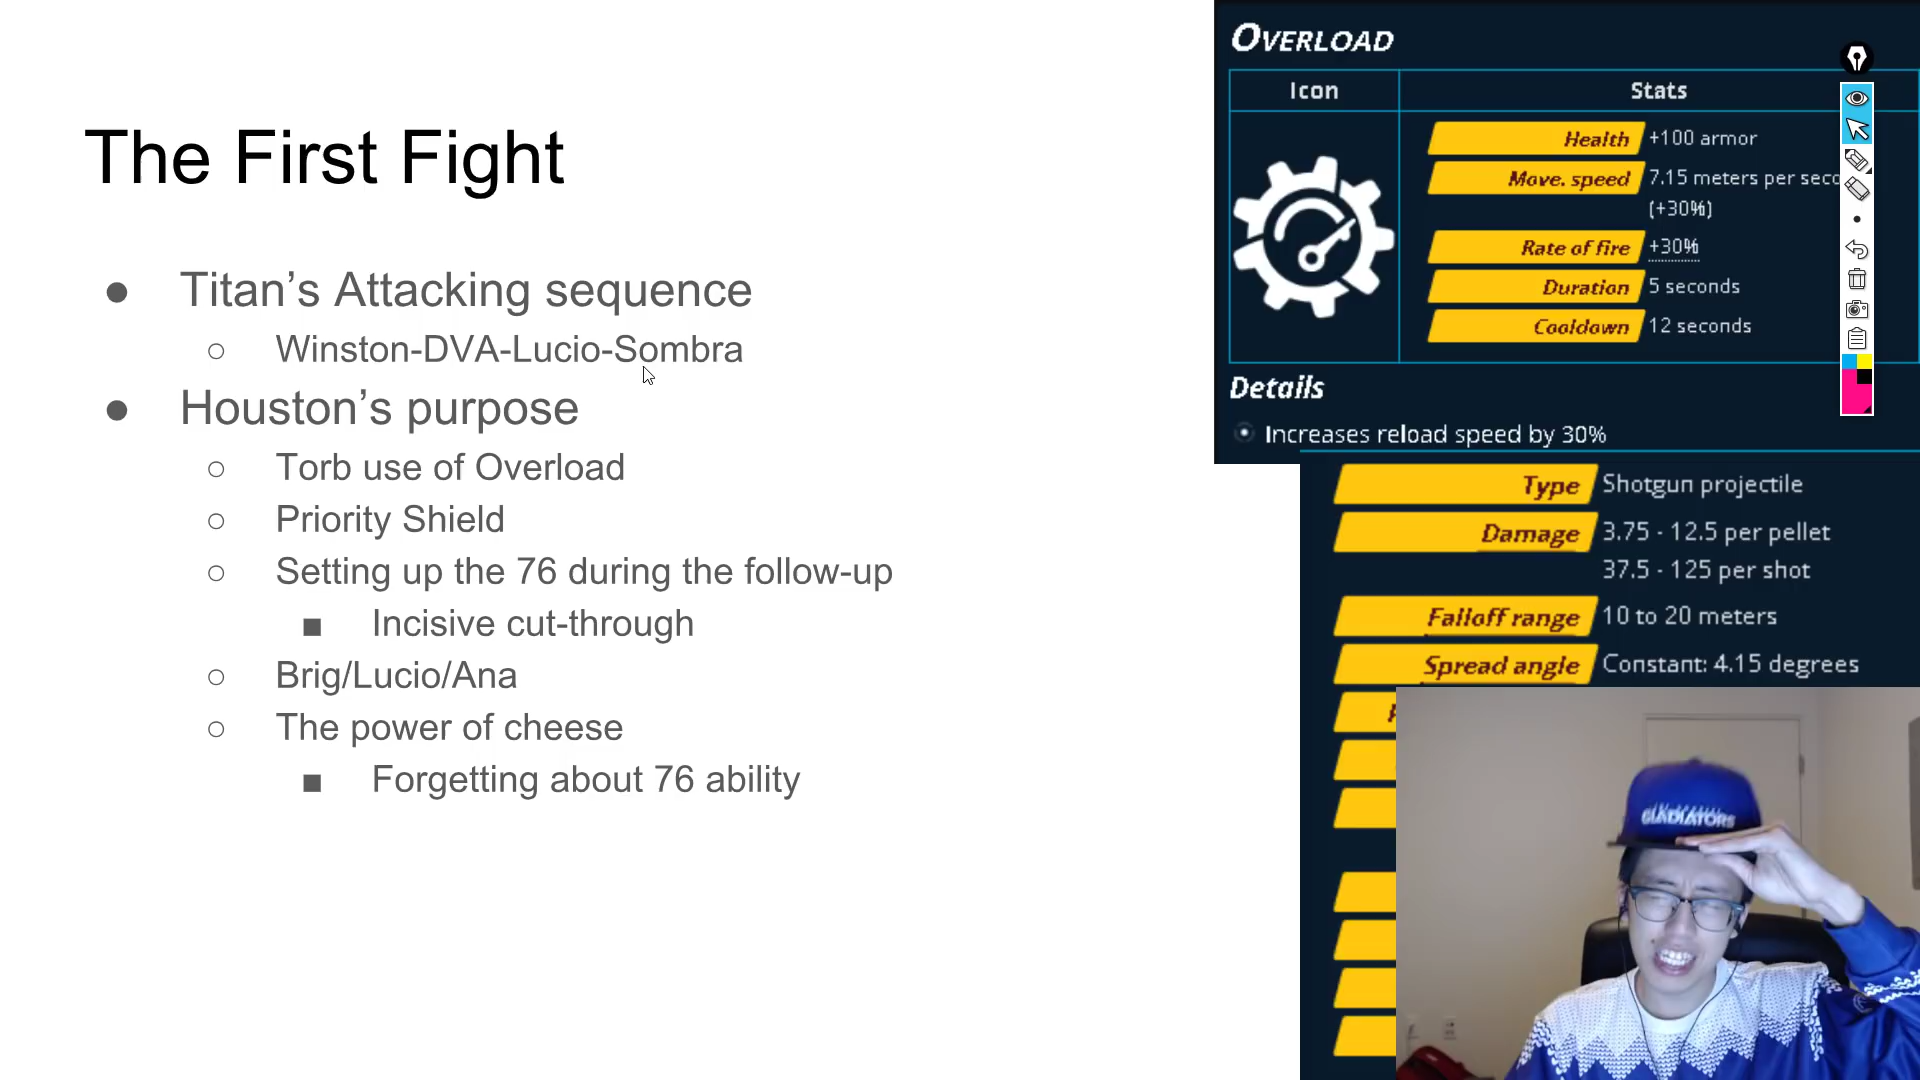 The First Fight
● Titan’s Attacking sequence
○ Winston-DVA-Lucio-Sombra
● Houston’s purpose
○ Torb use of Overload
○ Priority Shield
○ Setting up the 76 during the follow-up
■ Incisive cut-through
○ Brig/Lucio/Ana
○ The power of cheese
■ Forgetting about 76 ability
OVERLOAD
Icon Stats
Health +100 armor
Move. speed 7.15 meters per seco
(+30%)
Rate of fire +30%
Duration 5 seconds
Cooldown 12 seconds
Details
Increases reload speed by 30%
Type Shotgun projectile
Damage 3.75 - 12.5 per pellet
37.5 - 125 per shot
Falloff range 10 to 20 meters
Spread angle Constant: 4.15 degrees
GLADIATORS